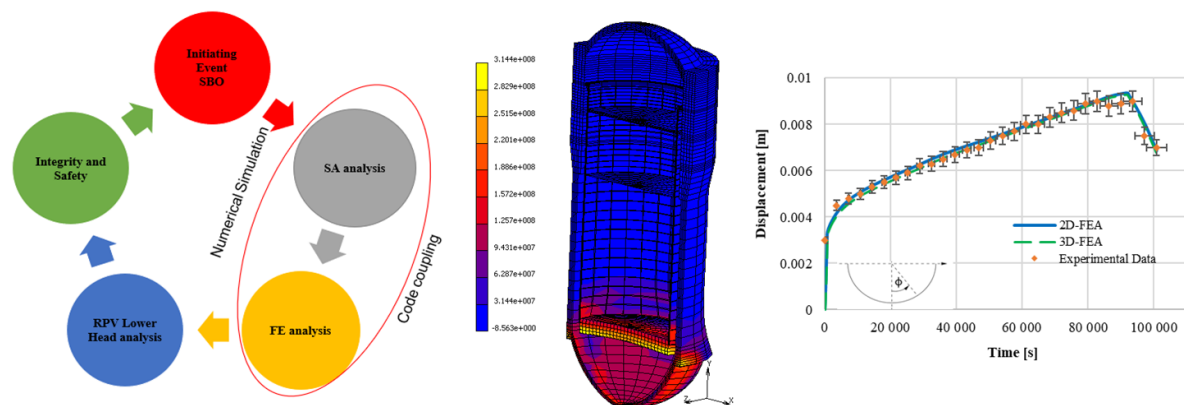 Initiating
Event
SBO
SA analysis
FE analysis
RPV Lower
Head analysis
Integrity and
Safety
Numerical Simulation
Code coupling
3.144e+008
2.829e+008
2.515e+008
2.201e+008
1.886e+008
1.572e+008
1.257e+008
9.431e+007
6.287e+007
3.144e+007
-8.563e+000
Y
Z
X
Displacement [m]
0.01
0.008
0.006
0.004
0.002
0
2D-FEA
3D-FEA
Experimental Data
ϕ
0 20 000 40 000 60 000 80 000 100 000
Time [s]